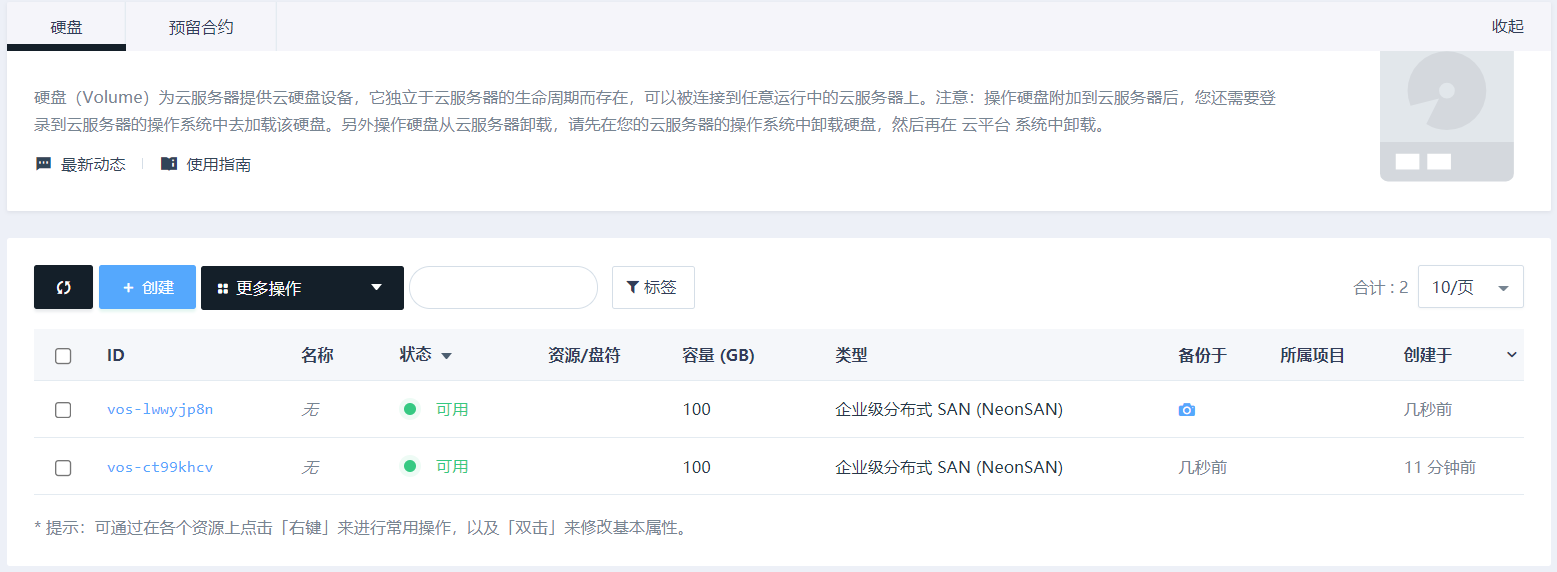 硬盘 预留合约 收起
硬盘（Volume）为云服务器提供云硬盘设备，它独立于云服务器的生命周期而存在，可以被连接到任意运行中的云服务器上。注意：操作硬盘附加到云服务器后，您还需要登
录到云服务器的操作系统中去加载该硬盘。另外操作硬盘从云服务器卸载，请先在您的云服务器的操作系统中卸载硬盘，然后再在 云平台 系统中卸载。
最新动态 使用指南
+ 创建 更多操作 标签 合计 : 2 10/页
ID 名称 状态 资源/盘符 容量 (GB) 类型 备份于 所属项目 创建于
vos-lwwyjp8n 无 可用 100 企业级分布式 SAN (NeonSAN) 几秒前
vos-ct99khcv 无 可用 100 企业级分布式 SAN (NeonSAN) 几秒前 11 分钟前
* 提示：可通过在各个资源上点击「右键」来进行常用操作，以及「双击」来修改基本属性。